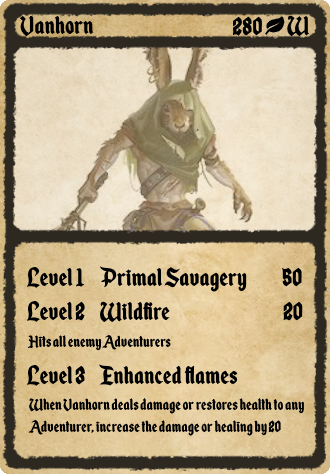 Vanhorn 280 W
Level 1 Primal Savagery 50
Level 2 Wildfire 20
Hits all enemy Adventurers
Level 3 Enhanced flames
When Vanhorn deals damage or restores health to any
Adventurer, increase the damage or healing by 20